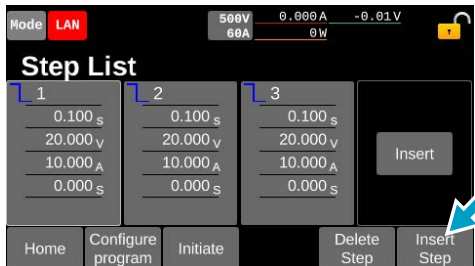 Mode LAN 500V 0.000 A -0.01 V
60A 0 W
Step List
1 2 3
0.100 s 0.100 s 0.100 s
20.000 V 20.000 V 20.000 V
10.000 A 10.000 A 10.000 A
0.000 s 0.000 s 0.000 s
Insert
Home Configure program Initiate Delete Step Insert Step